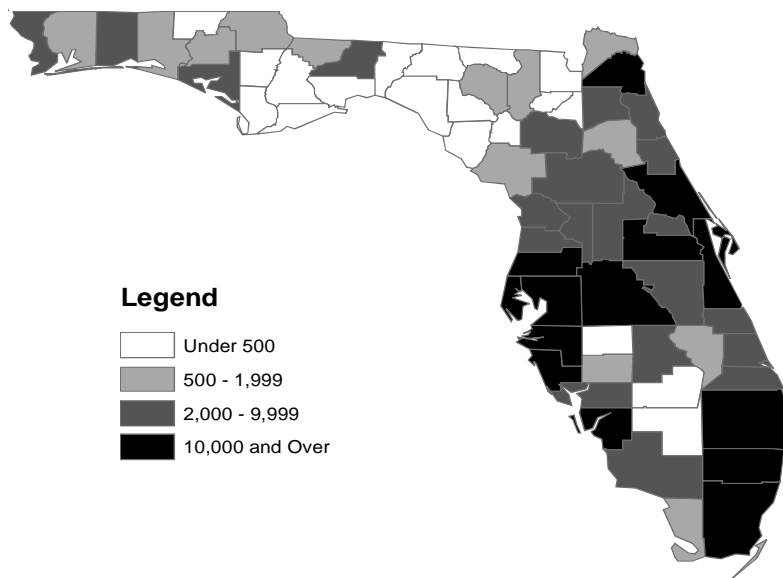 Legend
Under 500
500 - 1,999
2,000 - 9,999
10,000 and Over